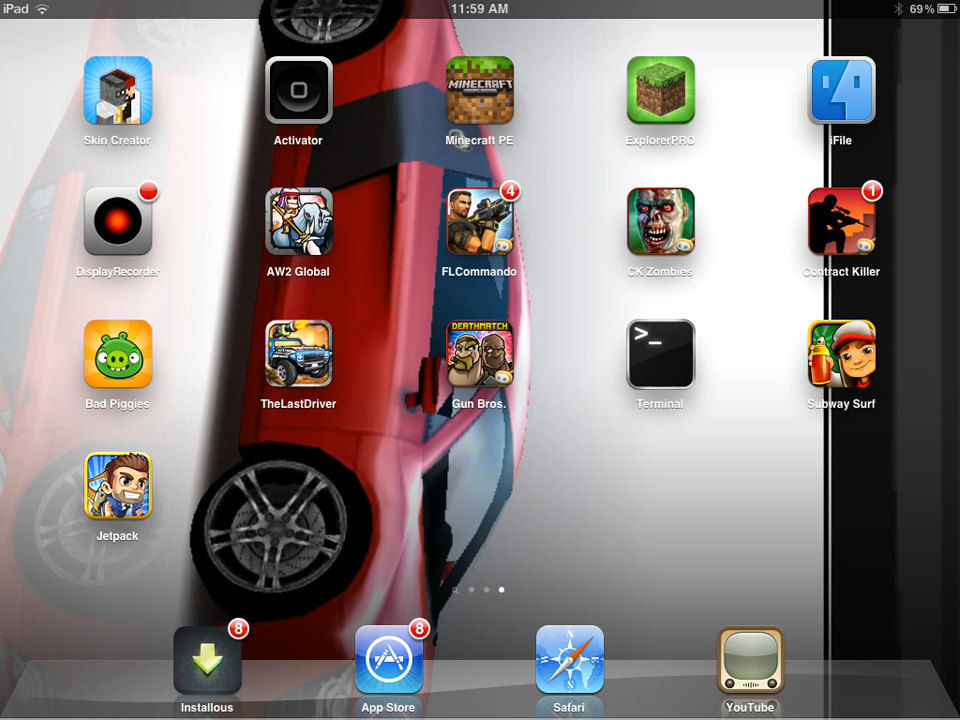 iPad 11:59 AM 69%
MINECRAFT
Skin Creator Activator Minecraft PE ExplorerPRO iFile
4 1
DisplayRecorder AW2 Global FLCommando CK Zombies Contract Killer
DEATHMATCH
>_
Bad Piggies TheLastDriver Gun Bros. Terminal Subway Surf
Jetpack
8 8
N
S
Installous App Store Safari YouTube